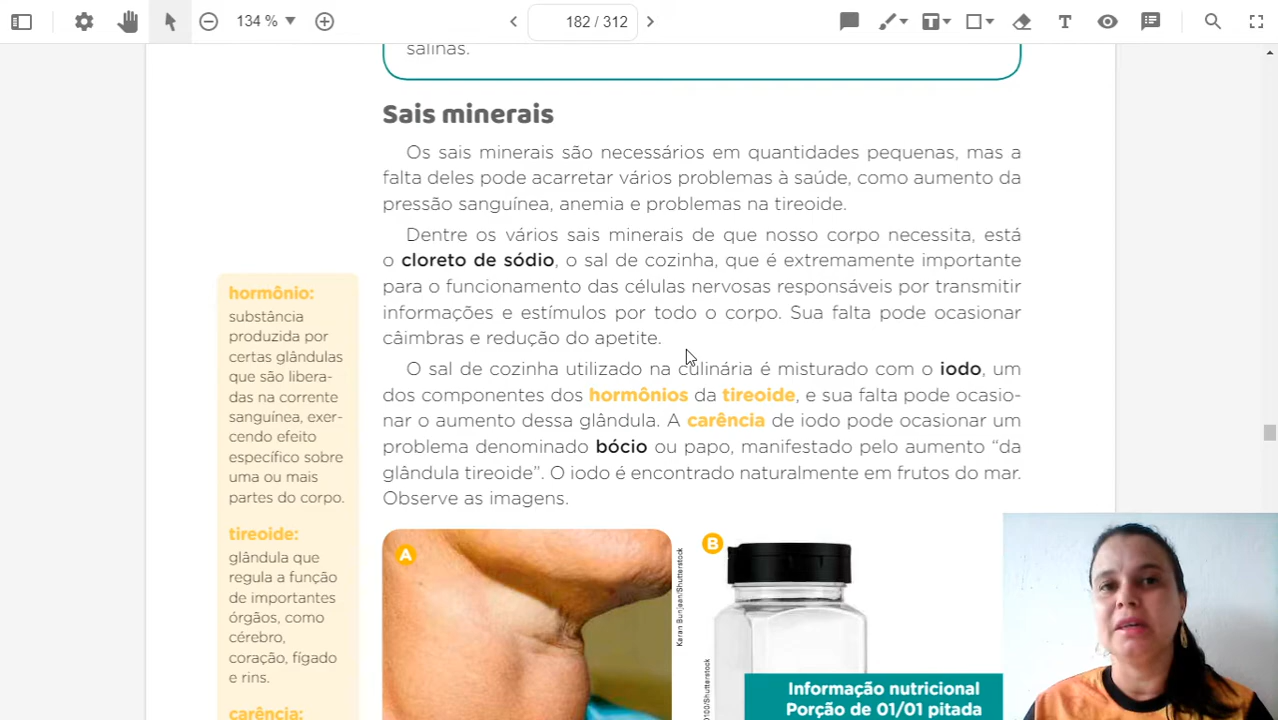 134 %
182 / 312
salinas.
Sais minerais
Os sais minerais são necessários em quantidades pequenas, mas a
falta deles pode acarretar vários problemas à saúde, como aumento da
pressão sanguínea, anemia e problemas na tireoide.
Dentre os vários sais minerais de que nosso corpo necessita, está
o cloreto de sódio, o sal de cozinha, que é extremamente importante
para o funcionamento das células nervosas responsáveis por transmitir
informações e estímulos por todo o corpo. Sua falta pode ocasionar
câimbras e redução do apetite.
O sal de cozinha utilizado na culinária é misturado com o iodo, um
dos componentes dos hormônios da tireoide, e sua falta pode ocasio-
nar o aumento dessa glândula. A carência de iodo pode ocasionar um
problema denominado bócio ou papo, manifestado pelo aumento “da
glândula tireoide”. O iodo é encontrado naturalmente em frutos do mar.
Observe as imagens.
hormônio:
substância
produzida por
certas glândulas
que são libera-
das na corrente
sanguínea, exer-
cendo efeito
específico sobre
uma ou mais
partes do corpo.
tireoide:
glândula que
regula a função
de importantes
órgãos, como
cérebro,
coração, fígado
e rins.
carência:
A
Karan Bunjean/Shutterstock
B
100/Shutterstock
Informação nutricional
Porção de 01/01 pitada